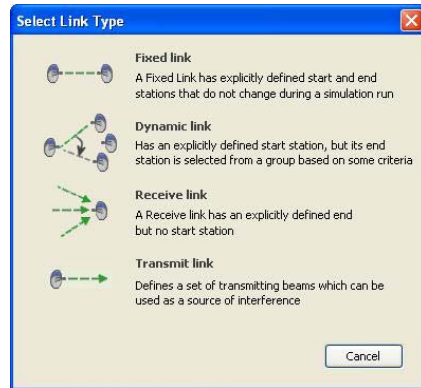 Select Link Type
Fixed link
A Fixed Link has explicitly defined start and end
stations that do not change during a simulation run
Dynamic link
Has an explicitly defined start station, but its end
station is selected from a group based on some criteria
Receive link
A Receive link has an explicitly defined end
but no start station
Transmit link
Defines a set of transmitting beams which can be
used as a source of interference
Cancel